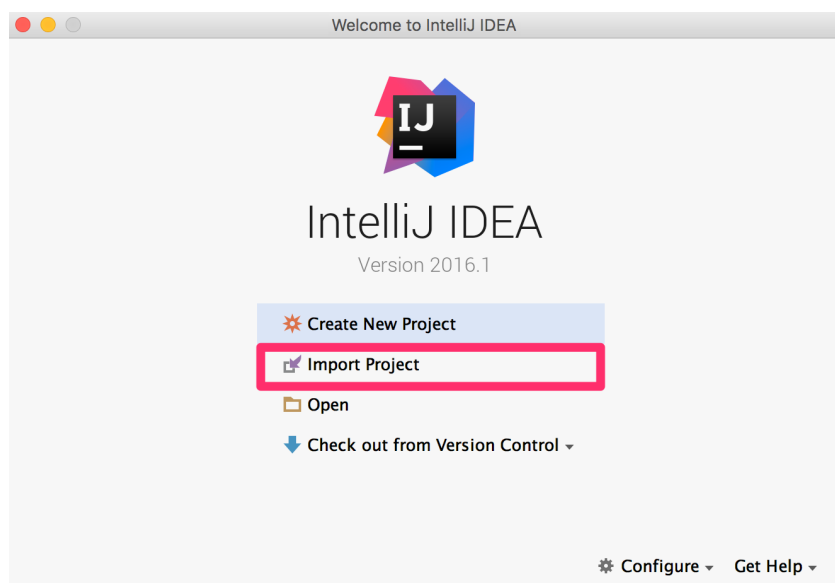 Welcome to IntelliJ IDEA
IJ
IntelliJ IDEA
Version 2016.1
Create New Project
Import Project
Open
Check out from Version Control
Configure Get Help